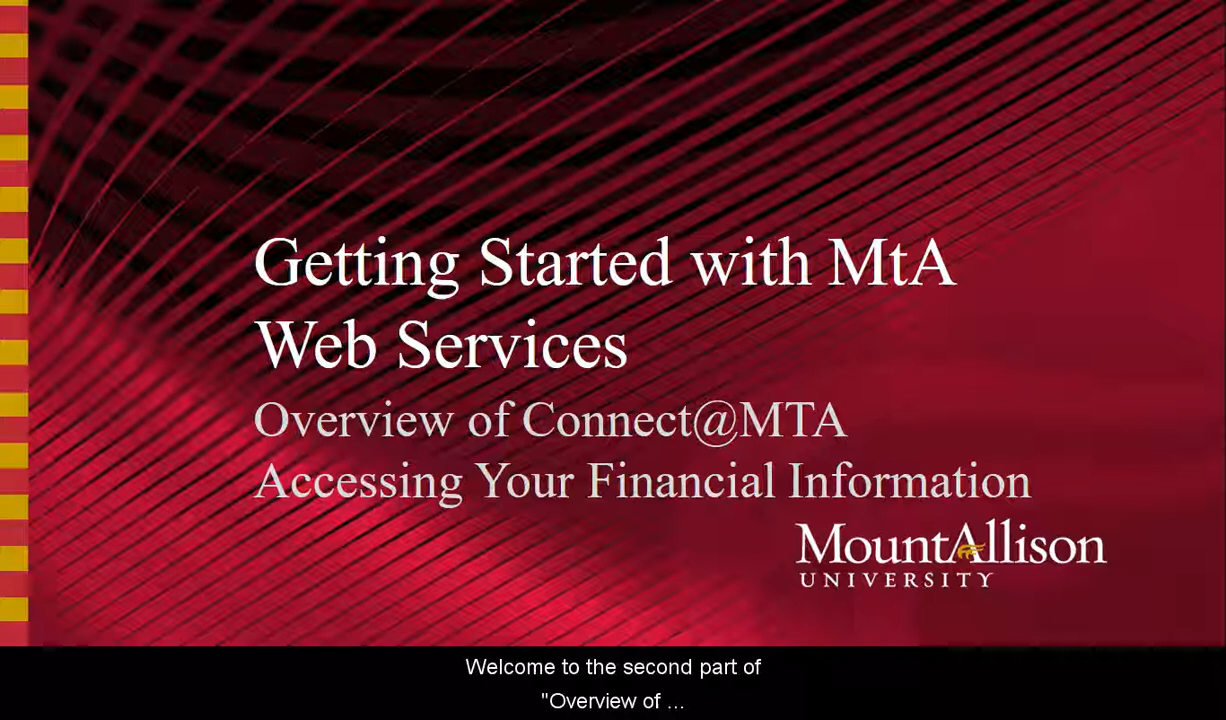 Getting Started with MtA
Web Services
Overview of Connect@MTA
Accessing Your Financial Information
MountAllison
UNIVERSITY
Welcome to the second part of
"Overview of ...